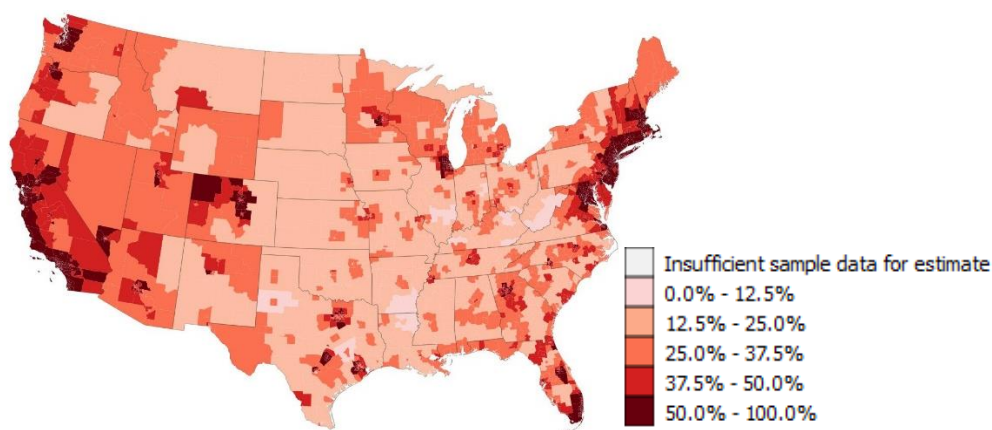 Insufficient sample data for estimate
0.0% - 12.5%
12.5% - 25.0%
25.0% - 37.5%
37.5% - 50.0%
50.0% - 100.0%